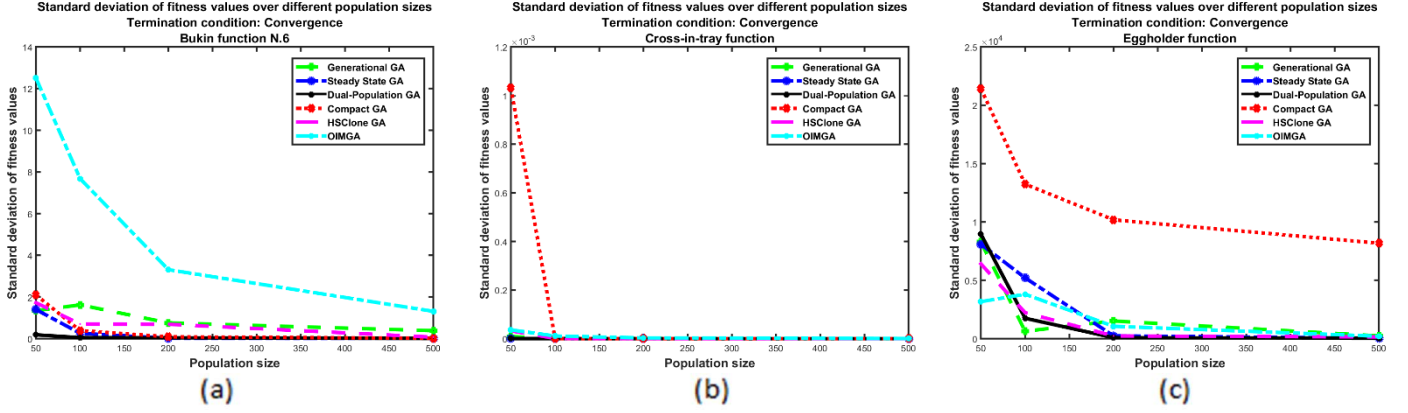 Standard deviation of fitness values over different population sizes
Termination condition: Convergence
Bukin function N.6
14
12
10
8
6
4
2
0
Standard deviation of fitness values
Generational GA
Steady State GA
Dual-Population GA
Compact GA
HSClone GA
OIMGA
50 100 150 200 250 300 350 400 450 500
Population size
(a)
Standard deviation of fitness values over different population sizes
Termination condition: Convergence
Cross-in-tray function
×10⁻³
1.2
1
0.8
0.6
0.4
0.2
0
Standard deviation of fitness values
Generational GA
Steady State GA
Dual-Population GA
Compact GA
HSClone GA
OIMGA
50 100 150 200 250 300 350 400 450 500
Population size
(b)
Standard deviation of fitness values over different population sizes
Termination condition: Convergence
Eggholder function
×10⁴
2.5
2
1.5
1
0.5
0
Standard deviation of fitness values
Generational GA
Steady State GA
Dual-Population GA
Compact GA
HSClone GA
OIMGA
50 100 150 200 250 300 350 400 450 500
Population size
(c)